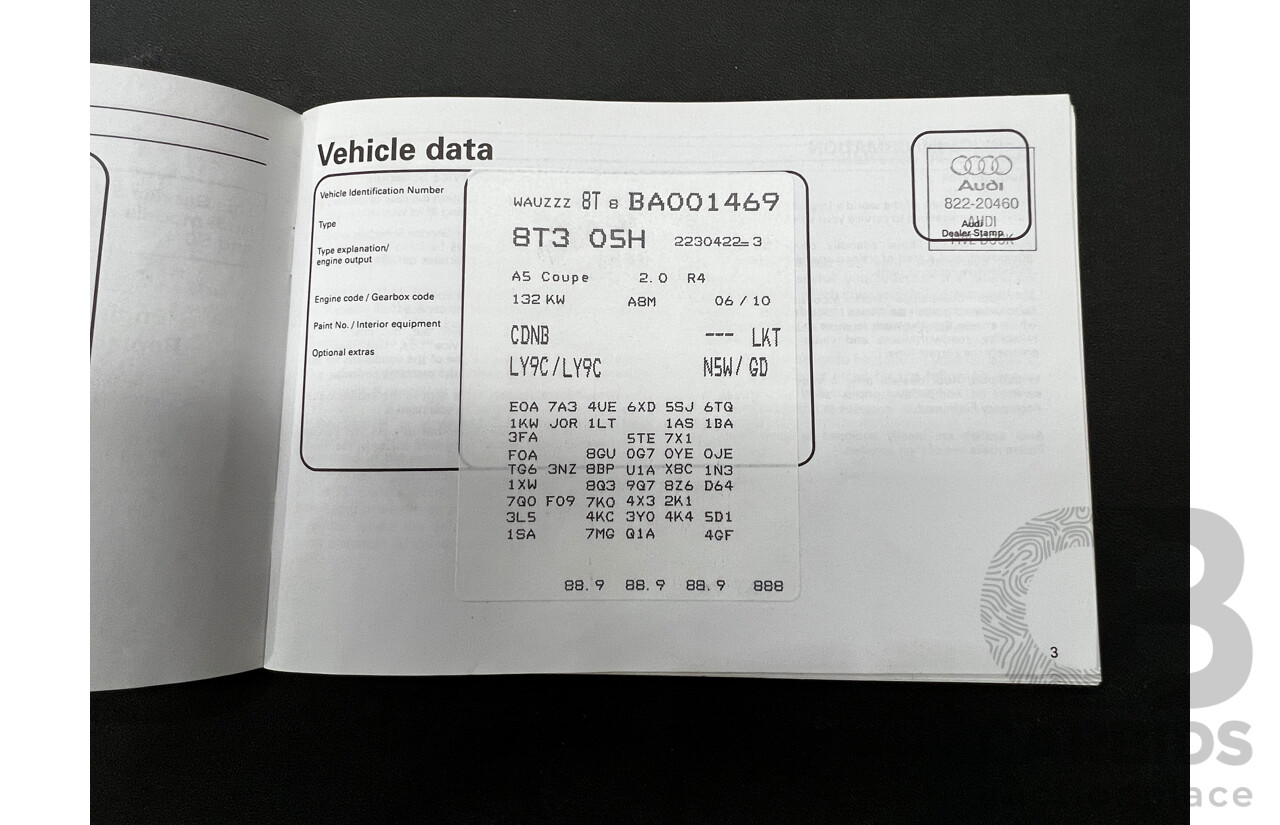 Vehicle data
Vehicle Identification Number
Type
Type explanation/
engine output
Engine code / Gearbox code
Paint No. / Interior equipment
Optional extras
WAUZZZ 8T 8 BA001469
8T3 05H 2230422=3
A5 Coupe 2.0 R4
132 KW A8M 06 / 10
CDNB --- LKT
LY9C/LY9C N5W/ GD
E0A 7A3 4UE 6XD 5SJ 6TQ
1KW J0R 1LT 1AS 1BA
3FA 5TE 7X1
F0A 8GU 0G7 0YE 0JE
TG6 3NZ 8BP U1A X8C 1N3
1XW 8Q3 9Q7 8Z6 D64
7Q0 F09 7K0 4X3 2K1
3L5 4KC 3Y0 4K4 5D1
1SA 7MG Q1A 4GF
88.9 88.9 88.9 888
Audi
822-20460
AUDI
Audi
Dealer Stamp
3